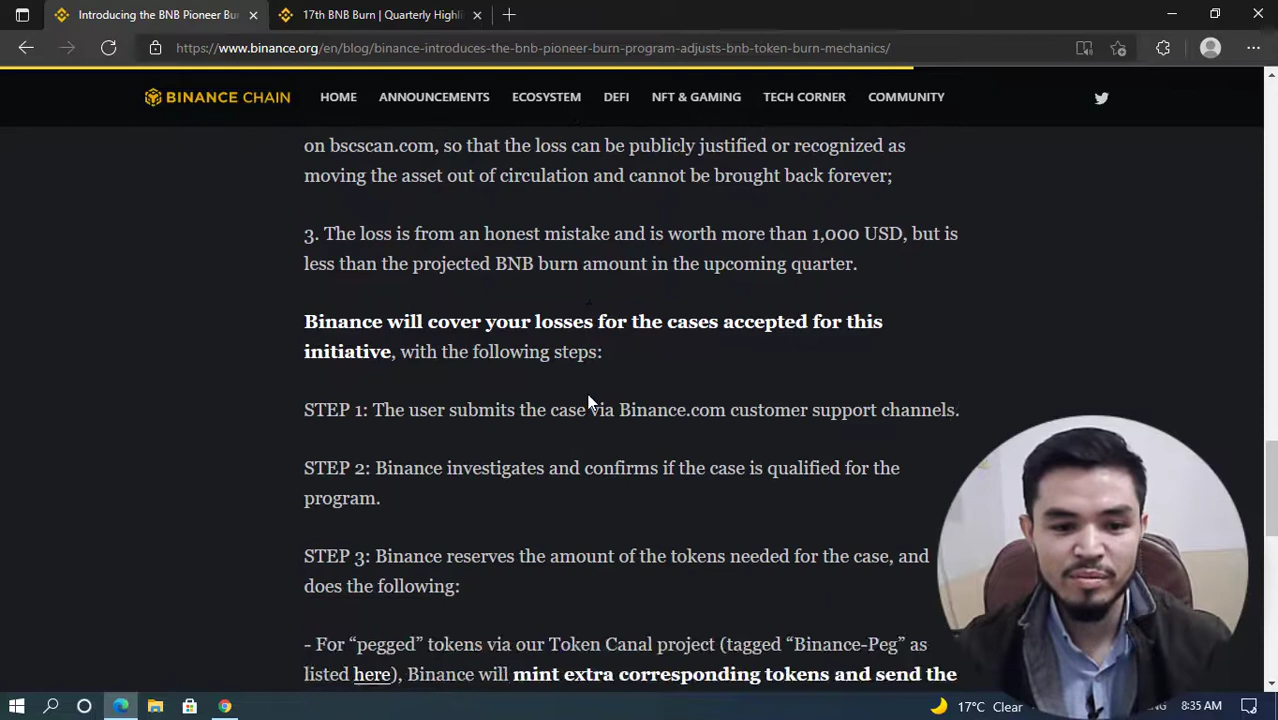 Introducing the BNB Pioneer Bu
17th BNB Burn | Quarterly Highli
https://www.binance.org/en/blog/binance-introduces-the-bnb-pioneer-burn-program-adjusts-bnb-token-burn-mechanics/
BINANCE CHAIN
HOME
ANNOUNCEMENTS
ECOSYSTEM
DEFI
NFT & GAMING
TECH CORNER
COMMUNITY
on bscscan.com, so that the loss can be publicly justified or recognized as
moving the asset out of circulation and cannot be brought back forever;
3. The loss is from an honest mistake and is worth more than 1,000 USD, but is
less than the projected BNB burn amount in the upcoming quarter.
Binance will cover your losses for the cases accepted for this
initiative, with the following steps:
STEP 1: The user submits the case via Binance.com customer support channels.
STEP 2: Binance investigates and confirms if the case is qualified for the
program.
STEP 3: Binance reserves the amount of the tokens needed for the case, and
does the following:
- For “pegged” tokens via our Token Canal project (tagged “Binance-Peg” as
listed here), Binance will mint extra corresponding tokens and send the
17°C Clear
8:35 AM